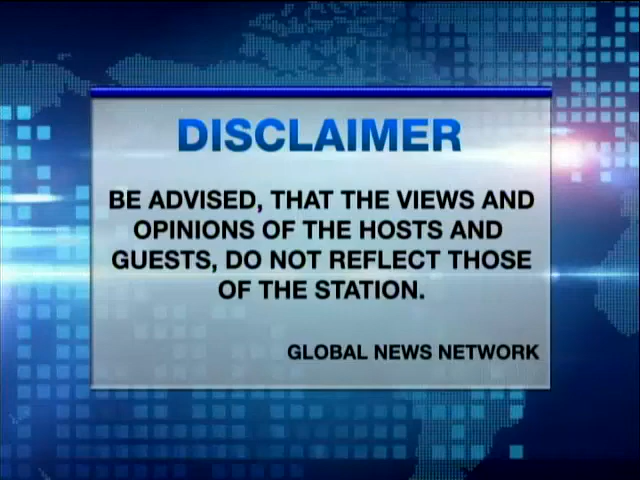 DISCLAIMER
BE ADVISED, THAT THE VIEWS AND
OPINIONS OF THE HOSTS AND
GUESTS, DO NOT REFLECT THOSE
OF THE STATION.
GLOBAL NEWS NETWORK